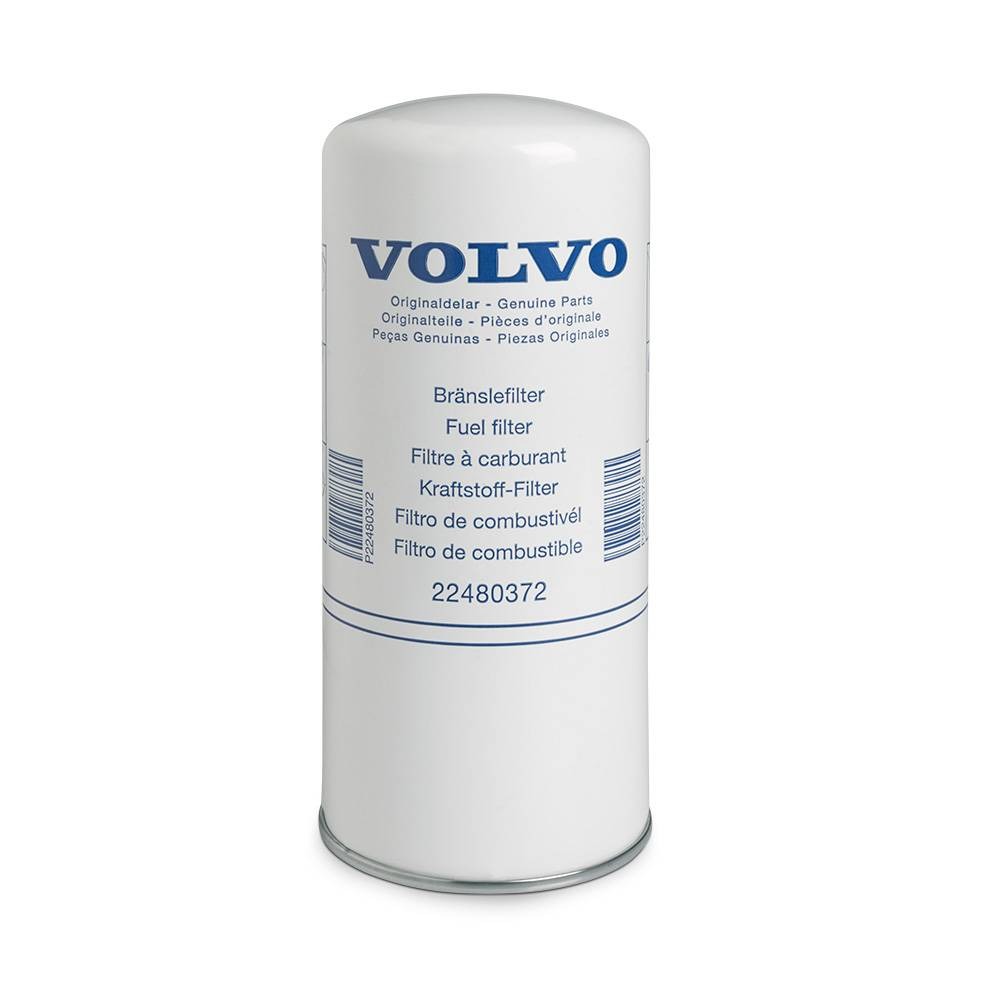 VOLVO
Originaldelar - Genuine Parts
Originalteile - Pièces d'originale
Peças Genuinas - Piezas Originales
Bränslefilter
Fuel filter
Filtre à carburant
Kraftstoff-Filter
Filtro de combustivél
Filtro de combustible
22480372
P22480372